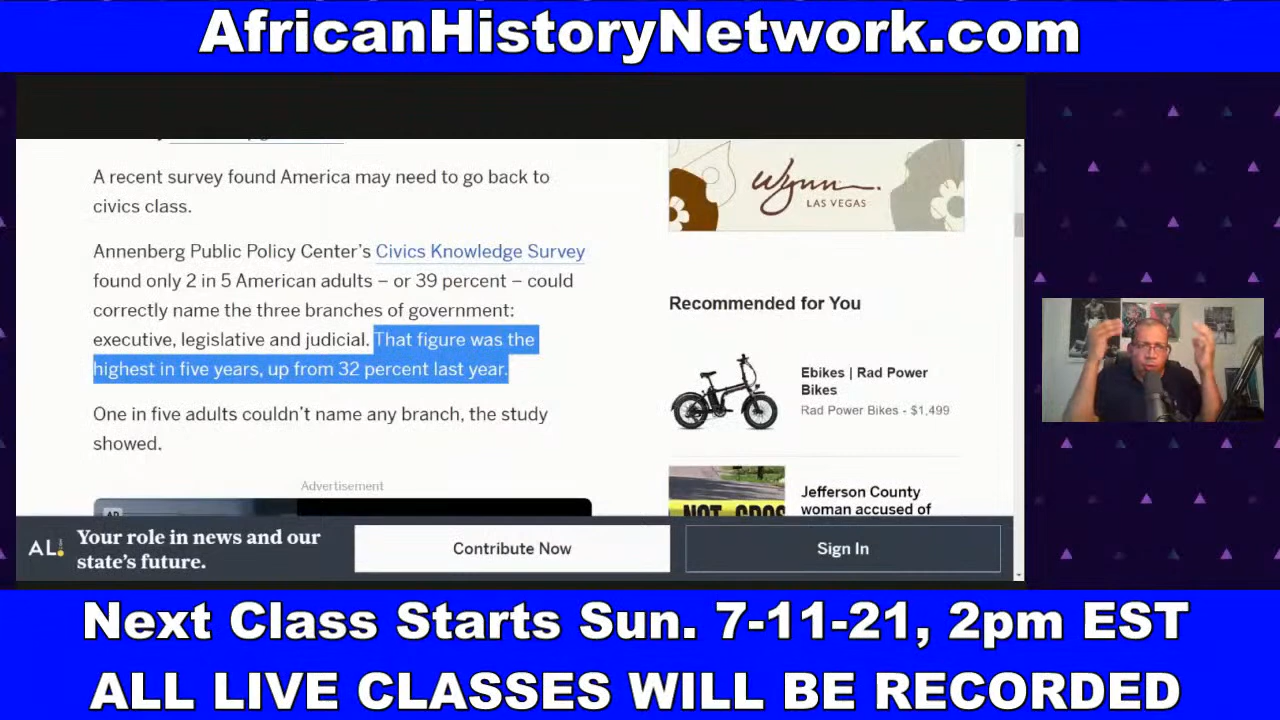 AfricanHistoryNetwork.com
A recent survey found America may need to go back to
civics class.
Annenberg Public Policy Center’s Civics Knowledge Survey
found only 2 in 5 American adults – or 39 percent – could
correctly name the three branches of government:
executive, legislative and judicial. That figure was the
highest in five years, up from 32 percent last year.
One in five adults couldn’t name any branch, the study
showed.
Advertisement
AD
Wynn
LAS VEGAS
Recommended for You
Ebikes | Rad Power
Bikes
Rad Power Bikes - $1,499
Jefferson County
woman accused of
AL.
Your role in news and our
state’s future.
Contribute Now
Sign In
Next Class Starts Sun. 7-11-21, 2pm EST
ALL LIVE CLASSES WILL BE RECORDED